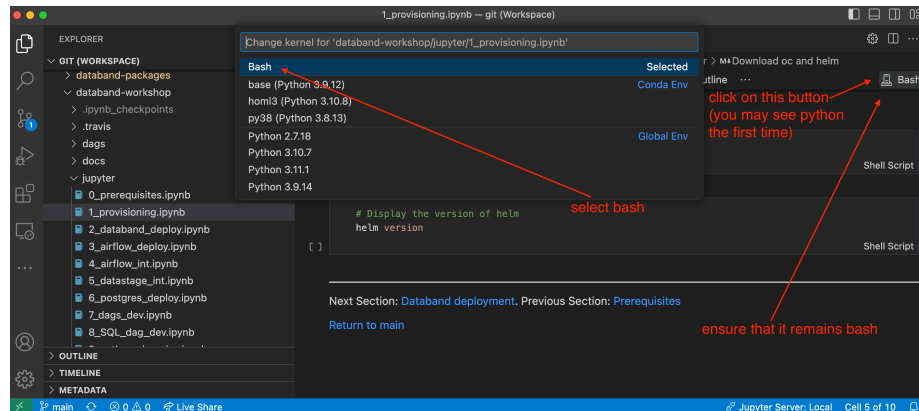 1_provisioning.ipynb — git (Workspace)
EXPLORER
GIT (WORKSPACE)
databand-packages
databand-workshop
.ipynb_checkpoints
.travis
dags
docs
jupyter
0_prerequisites.ipynb
1_provisioning.ipynb
2_databand_deploy.ipynb
3_airflow_deploy.ipynb
4_airflow_int.ipynb
5_datastage_int.ipynb
6_postgres_deploy.ipynb
7_dags_dev.ipynb
8_SQL_dag_dev.ipynb
OUTLINE
TIMELINE
METADATA
Change kernel for 'databand-workshop/jupyter/1_provisioning.ipynb'
Bash Selected
base (Python 3.9.12) Conda Env
homl3 (Python 3.10.8)
py38 (Python 3.8.13)
Python 2.7.18 Global Env
Python 3.10.7
Python 3.11.1
Python 3.9.14
r > M↓Download oc and helm
utline ...
Bash
click on this button
(you may see python
the first time)
Shell Script
select bash
# Display the version of helm
helm version
[ ]
Shell Script
Next Section: Databand deployment. Previous Section: Prerequisites
Return to main
ensure that it remains bash
1
main 0 0 Live Share
Jupyter Server: Local Cell 5 of 10